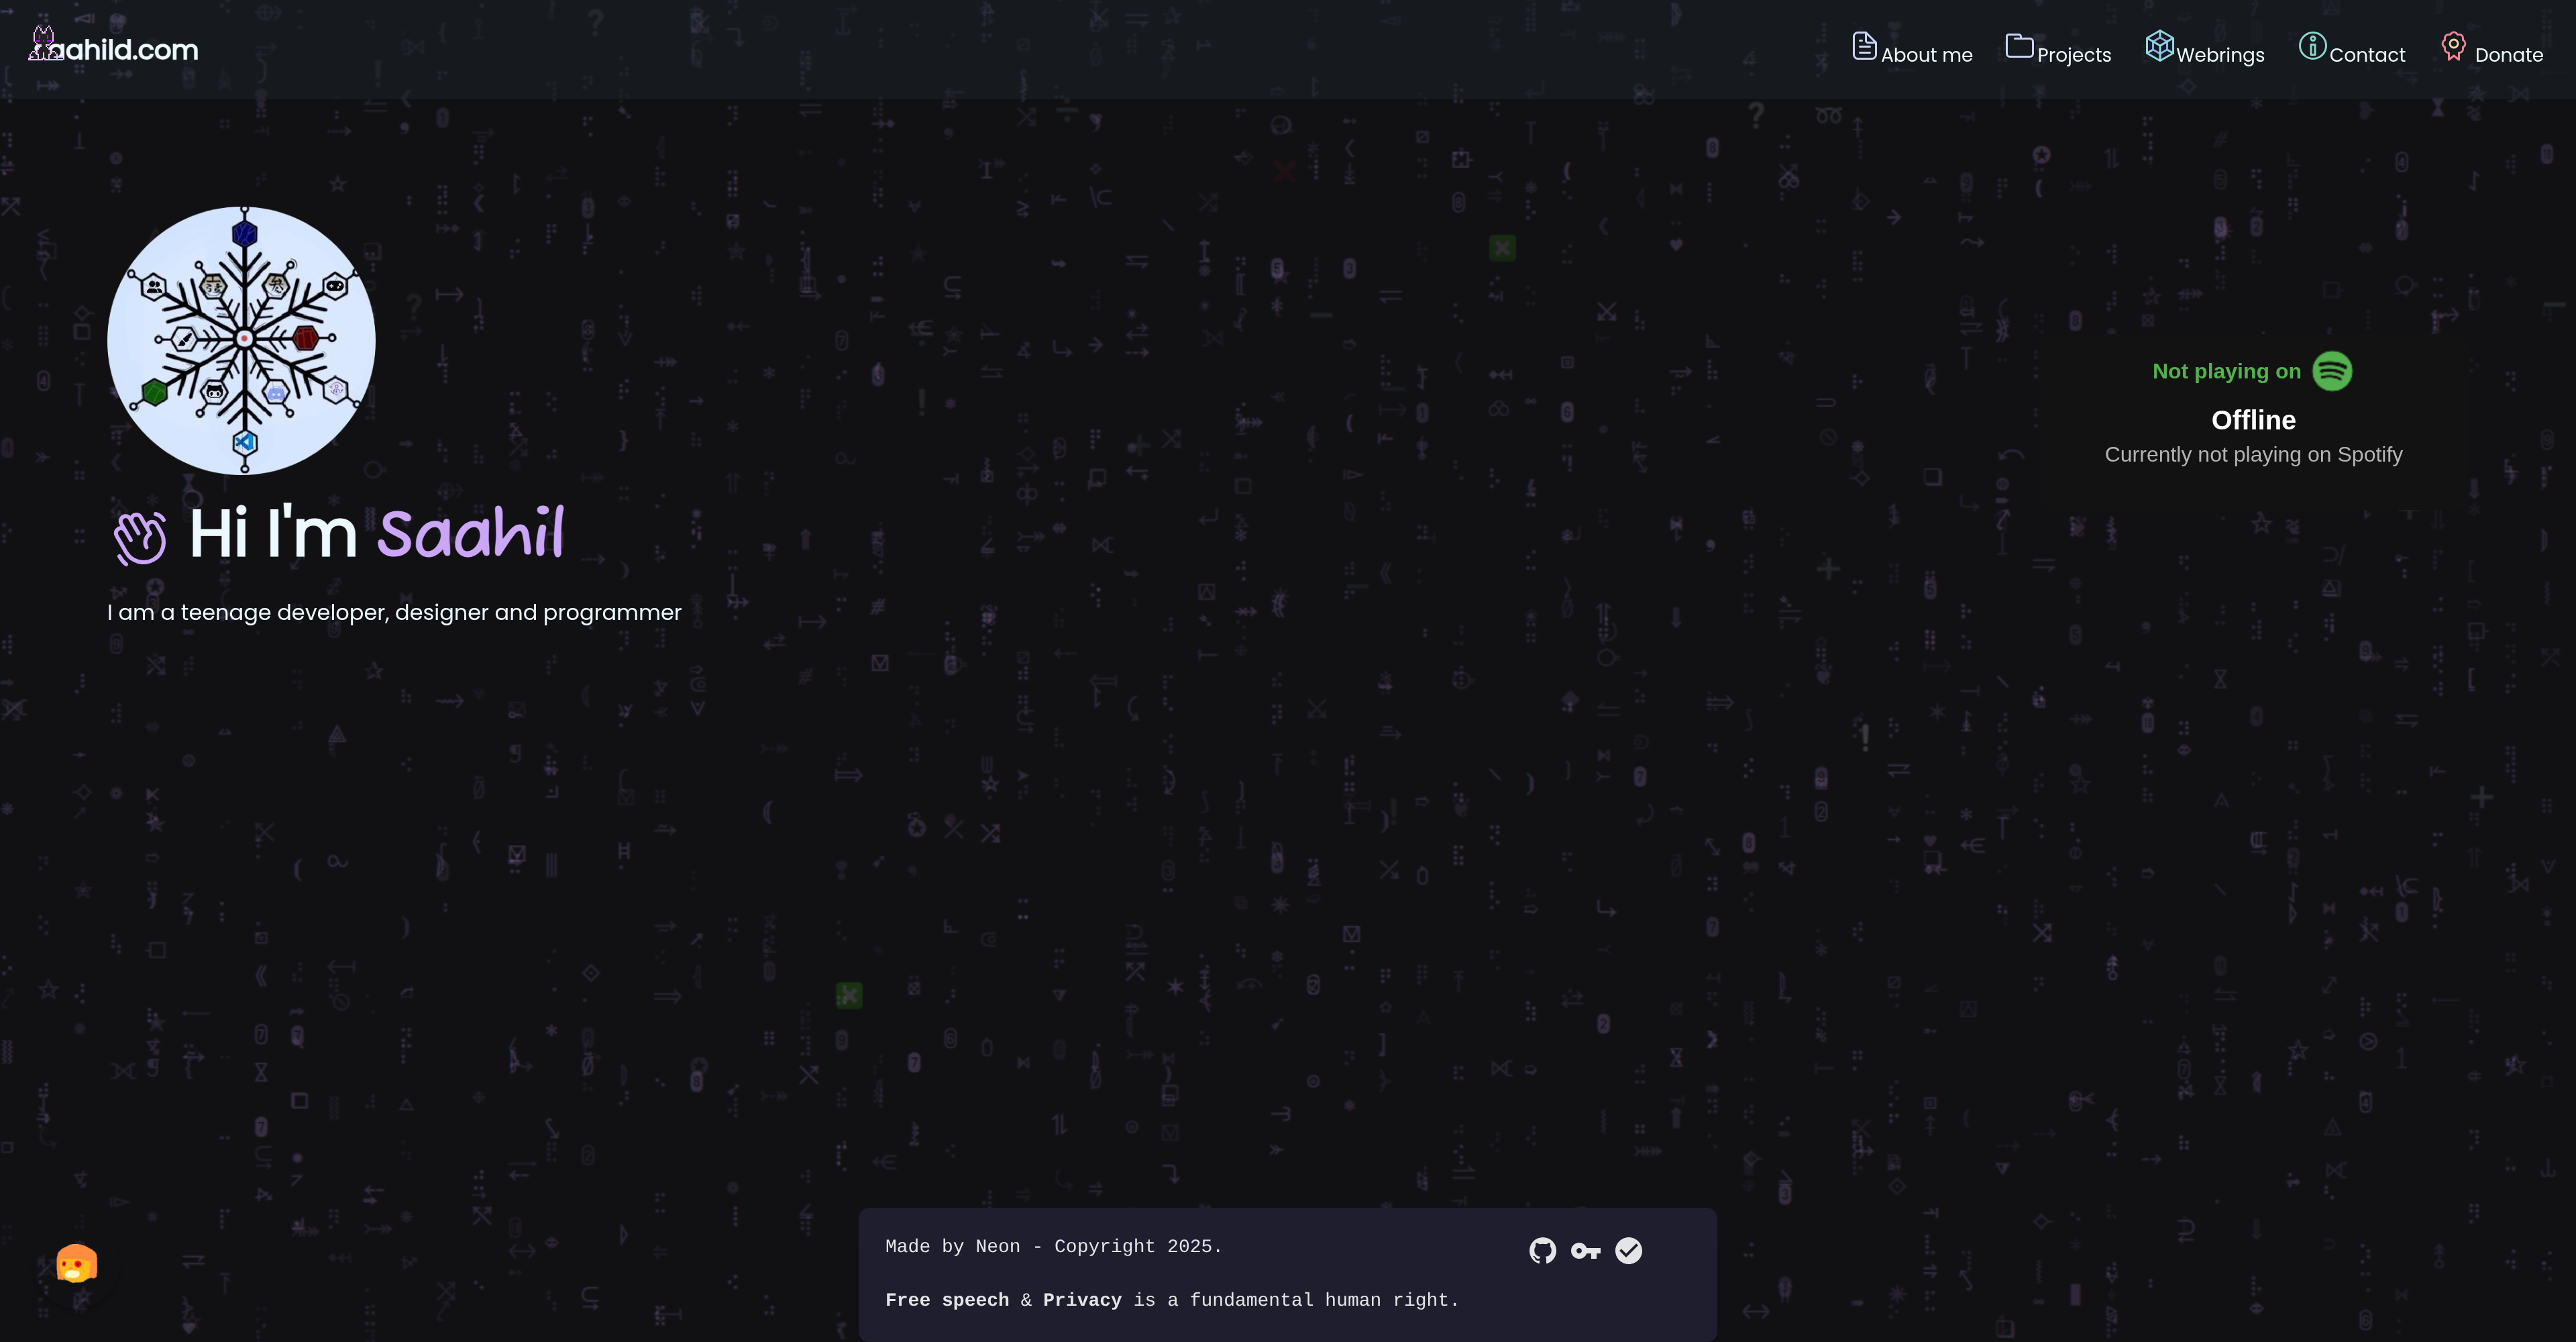 aahild.com
About me
Projects
Webrings
Contact
Donate
Not playing on
Offline
Currently not playing on Spotify
Hi I'm Saahil
I am a teenage developer, designer and programmer
Made by Neon - Copyright 2025.
Free speech & Privacy is a fundamental human right.